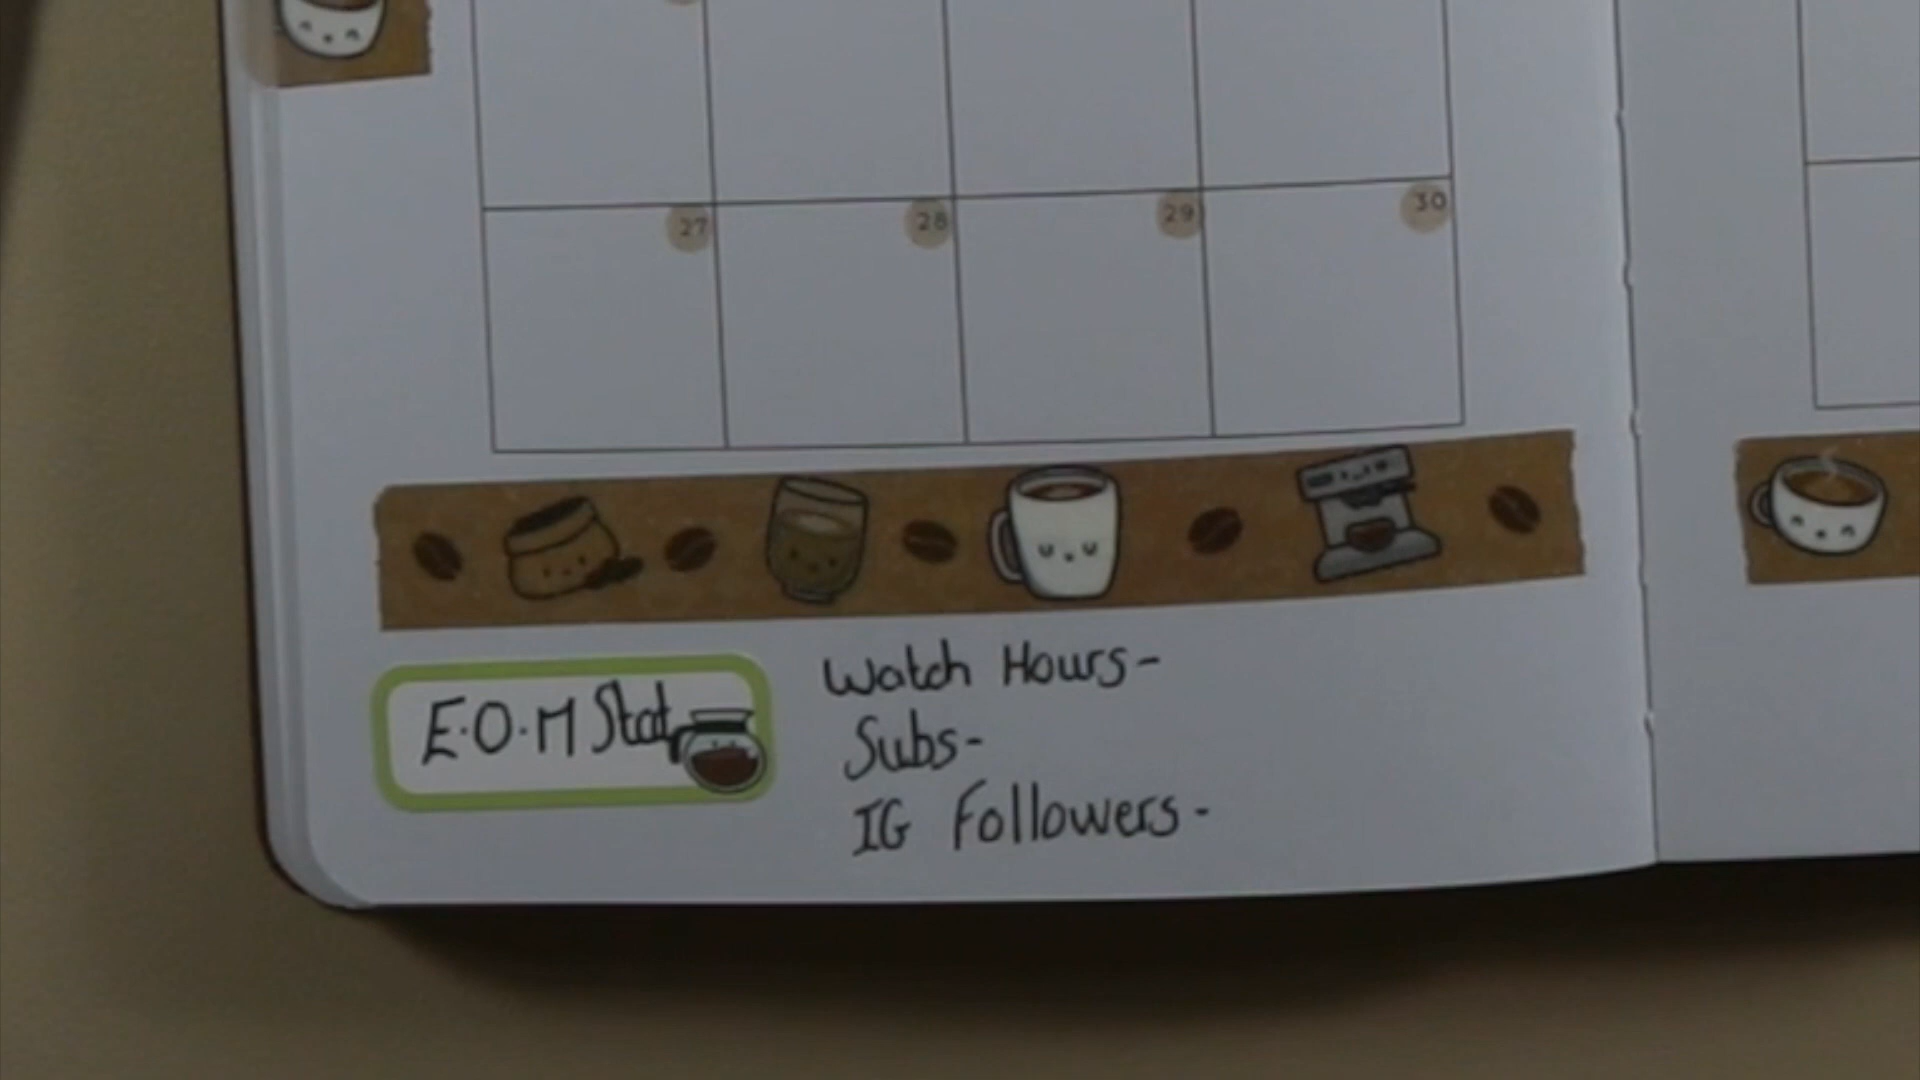 27 28 29 30
E.O.M Stat
Watch Hours-
Subs-
IG Followers-